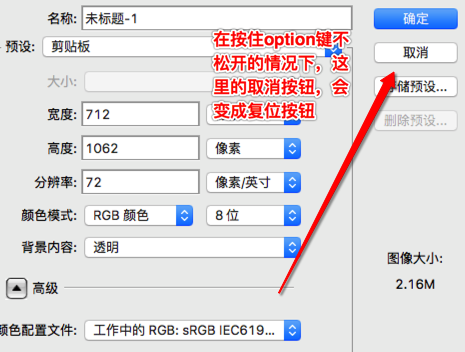 名称: 未标题-1
确定
预设: 剪贴板
取消
在按住option键不
松开的情况下，这
里的取消按钮，会
变成复位按钮
大小:
储预设...
宽度: 712
删除预设...
高度: 1062 像素
分辨率: 72 像素/英寸
颜色模式: RGB 颜色 8 位
背景内容: 透明
图像大小:
2.16M
高级
颜色配置文件: 工作中的 RGB: sRGB IEC619...